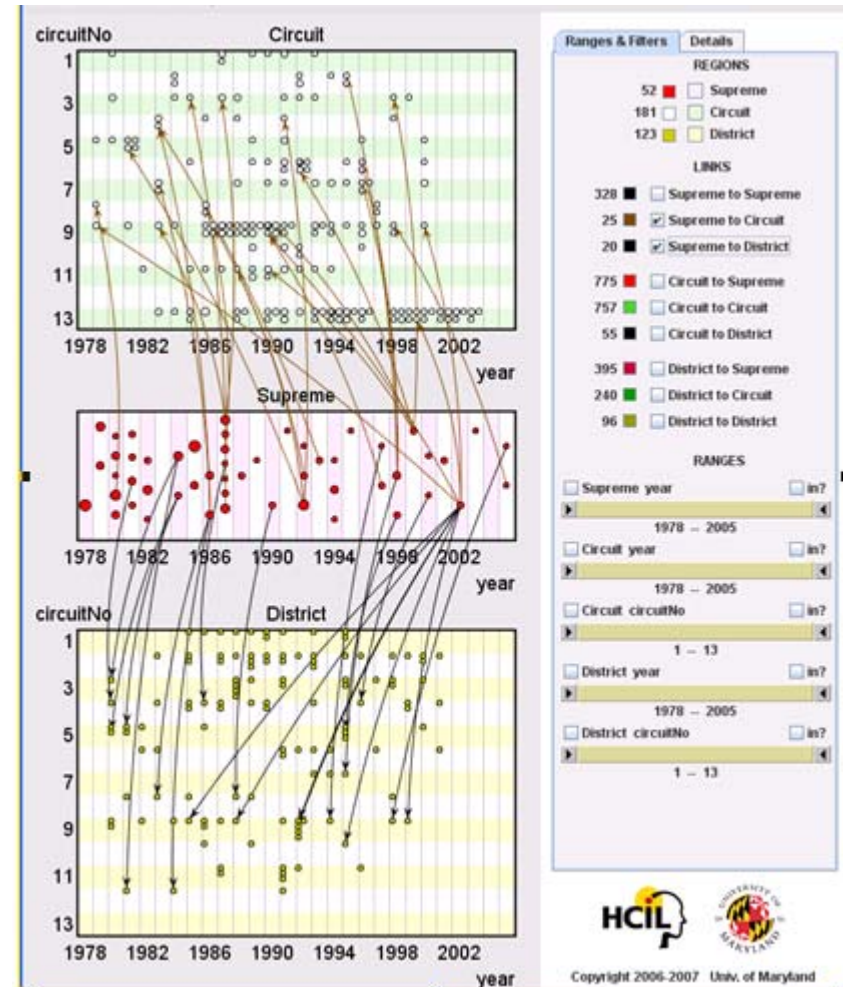 circuitNo Circuit
1
3
5
7
9
11
13
1978 1982 1986 1990 1994 1998 2002
year
Supreme
1978 1982 1986 1990 1994 1998 2002
year
circuitNo District
1
3
5
7
9
11
13
1978 1982 1986 1990 1994 1998 2002
year
Ranges & Filters Details
REGIONS
52 Supreme
181 Circuit
123 District
LINKS
328 Supreme to Supreme
25 Supreme to Circuit
20 Supreme to District
775 Circuit to Supreme
757 Circuit to Circuit
55 Circuit to District
395 District to Supreme
240 District to Circuit
96 District to District
RANGES
Supreme year in?
1978 -- 2005
Circuit year in?
1978 -- 2005
Circuit circuitNo in?
1 -- 13
District year in?
1978 -- 2005
District circuitNo in?
1 -- 13
HCIL
UNIVERSITY OF
MARYLAND
Copyright 2006-2007 Univ. of Maryland